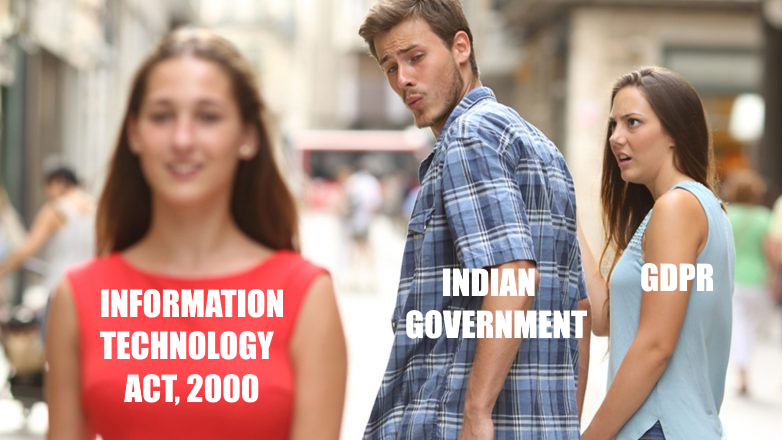 INFORMATION
TECHNOLOGY
ACT, 2000
INDIAN
GOVERNMENT
GDPR